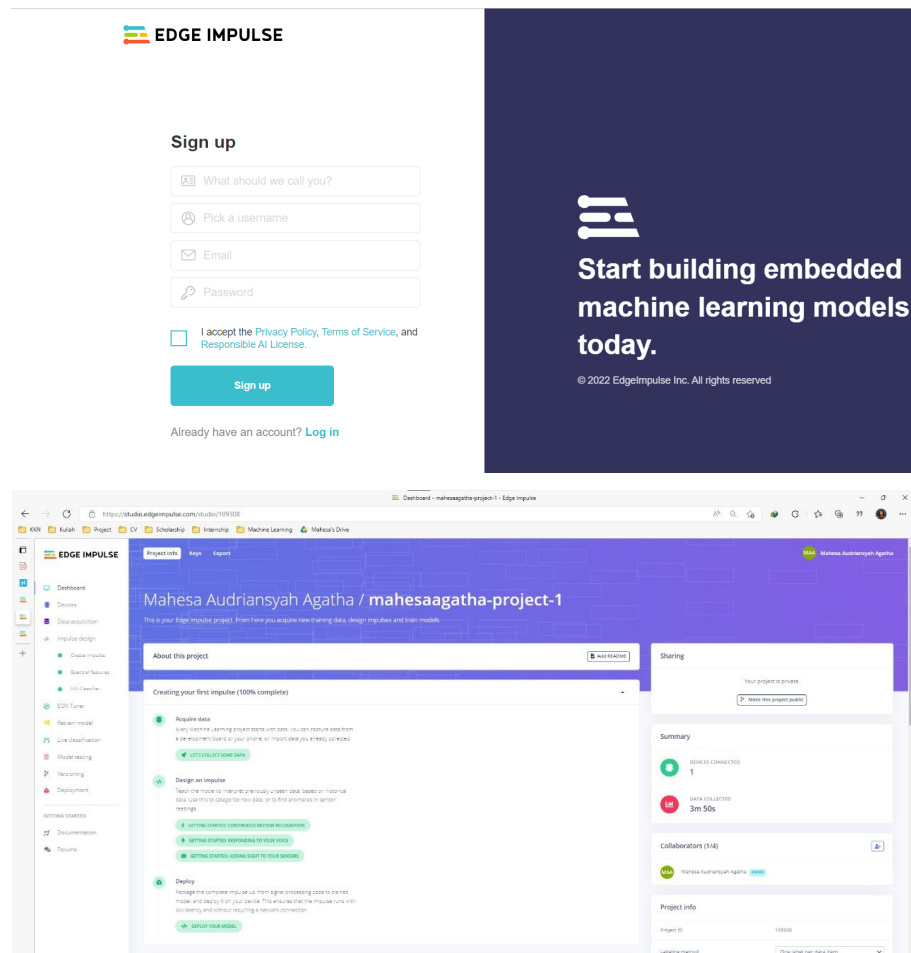 EDGE IMPULSE
Sign up
What should we call you?
Pick a username
Email
Password
I accept the Privacy Policy, Terms of Service, and
Responsible AI License.
Sign up
Already have an account? Log in
Start building embedded
machine learning models
today.
© 2022 EdgeImpulse Inc. All rights reserved
Dashboard - mahesaagatha-project-1 - Edge Impulse
https://studio.edgeimpulse.com/studio/109308
KKN Kuliah Project CV Scholarship Internship Machine Learning Mahesa's Drive
EDGE IMPULSE
Dashboard
Devices
Data acquisition
Impulse design
Create impulse
Spectral features
NN Classifier
EON Tuner
Retrain model
Live classification
Model testing
Versioning
Deployment
GETTING STARTED
Documentation
Forums
Project info Keys Export
MAA Mahesa Audriansyah Agatha
Mahesa Audriansyah Agatha / mahesaagatha-project-1
This is your Edge Impulse project. From here you acquire new training data, design impulses and train models.
About this project
Add README
Creating your first impulse (100% complete)
Acquire data
Every Machine Learning project starts with data. You can capture data from
a development board or your phone, or import data you already collected.
LET'S COLLECT SOME DATA
Design an impulse
Teach the model to interpret previously unseen data, based on historical
data. Use this to categorize new data, or to find anomalies in sensor
readings.
GETTING STARTED: CONTINUOUS MOTION RECOGNITION
GETTING STARTED: RESPONDING TO YOUR VOICE
GETTING STARTED: ADDING SIGHT TO YOUR SENSORS
Deploy
Package the complete impulse up, from signal processing code to trained
model, and deploy it on your device. This ensures that the impulse runs with
low latency and without requiring a network connection.
DEPLOY YOUR MODEL
Sharing
Your project is private.
Make this project public
Summary
DEVICES CONNECTED
1
DATA COLLECTED
3m 50s
Collaborators (1/4)
MAA Mahesa Audriansyah Agatha OWNER
Project info
Project ID 109308
Labeling method One label per data item